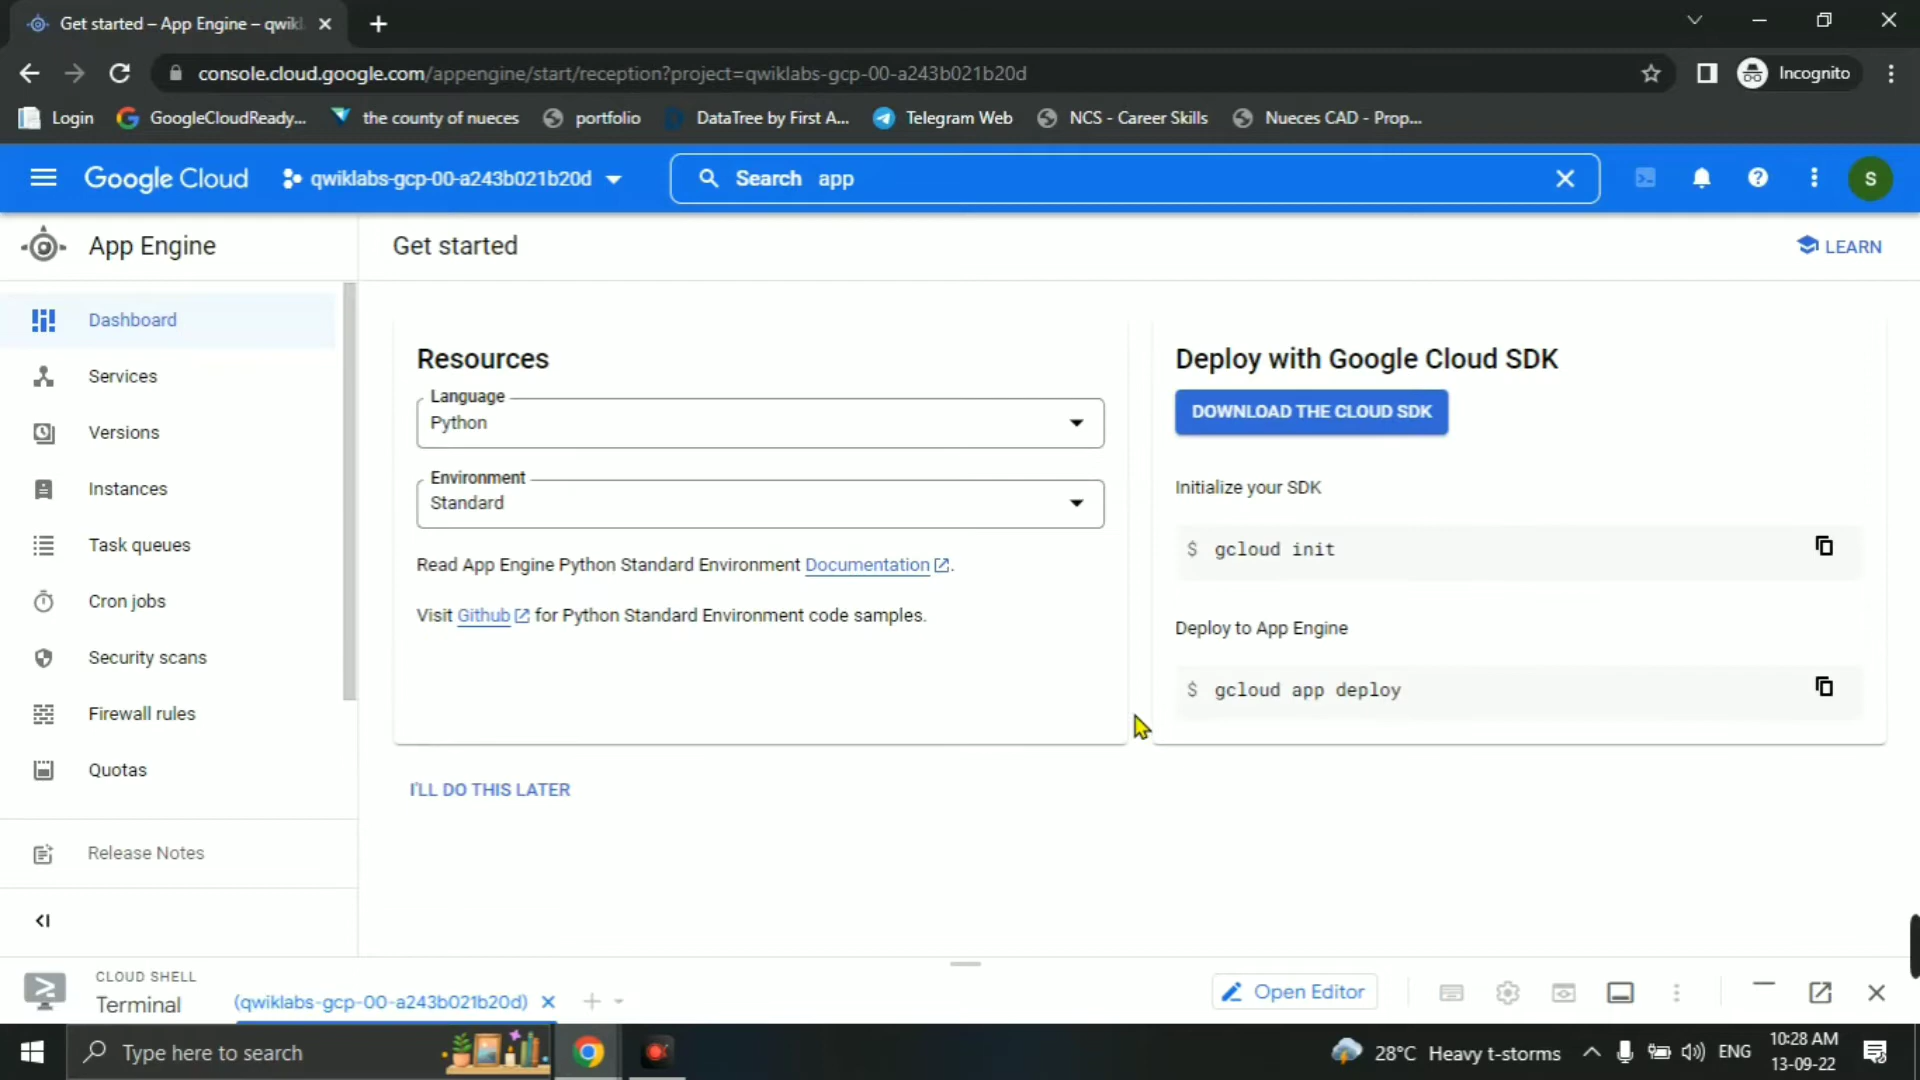 Get started – App Engine – qwikl
console.cloud.google.com/appengine/start/reception?project=qwiklabs-gcp-00-a243b021b20d
Incognito
Login
GoogleCloudReady...
the county of nueces
portfolio
DataTree by First A...
Telegram Web
NCS - Career Skills
Nueces CAD - Prop...
Google Cloud
qwiklabs-gcp-00-a243b021b20d
Search app
S
App Engine
Get started
LEARN
Dashboard
Services
Versions
Instances
Task queues
Cron jobs
Security scans
Firewall rules
Quotas
Release Notes
Resources
Language
Python
Environment
Standard
Read App Engine Python Standard Environment Documentation.
Visit Github for Python Standard Environment code samples.
I'LL DO THIS LATER
Deploy with Google Cloud SDK
DOWNLOAD THE CLOUD SDK
Initialize your SDK
$ gcloud init
Deploy to App Engine
$ gcloud app deploy
CLOUD SHELL
Terminal
(qwiklabs-gcp-00-a243b021b20d)
Open Editor
Type here to search
28°C Heavy t-storms
ENG
10:28 AM
13-09-22